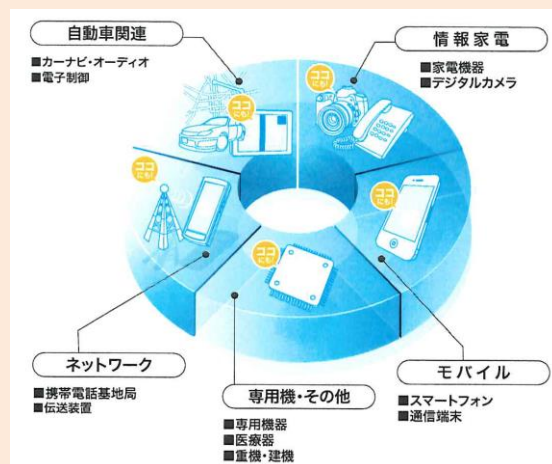 自動車関連
■カーナビ・オーディオ
■電子制御
情報家電
■家電機器
■デジタルカメラ
ココにも!
ココにも!
ココにも!
ココにも!
ココにも!
ネットワーク
■携帯電話基地局
■伝送装置
専用機・その他
■専用機器
■医療器
■重機・建機
モバイル
■スマートフォン
■通信端末